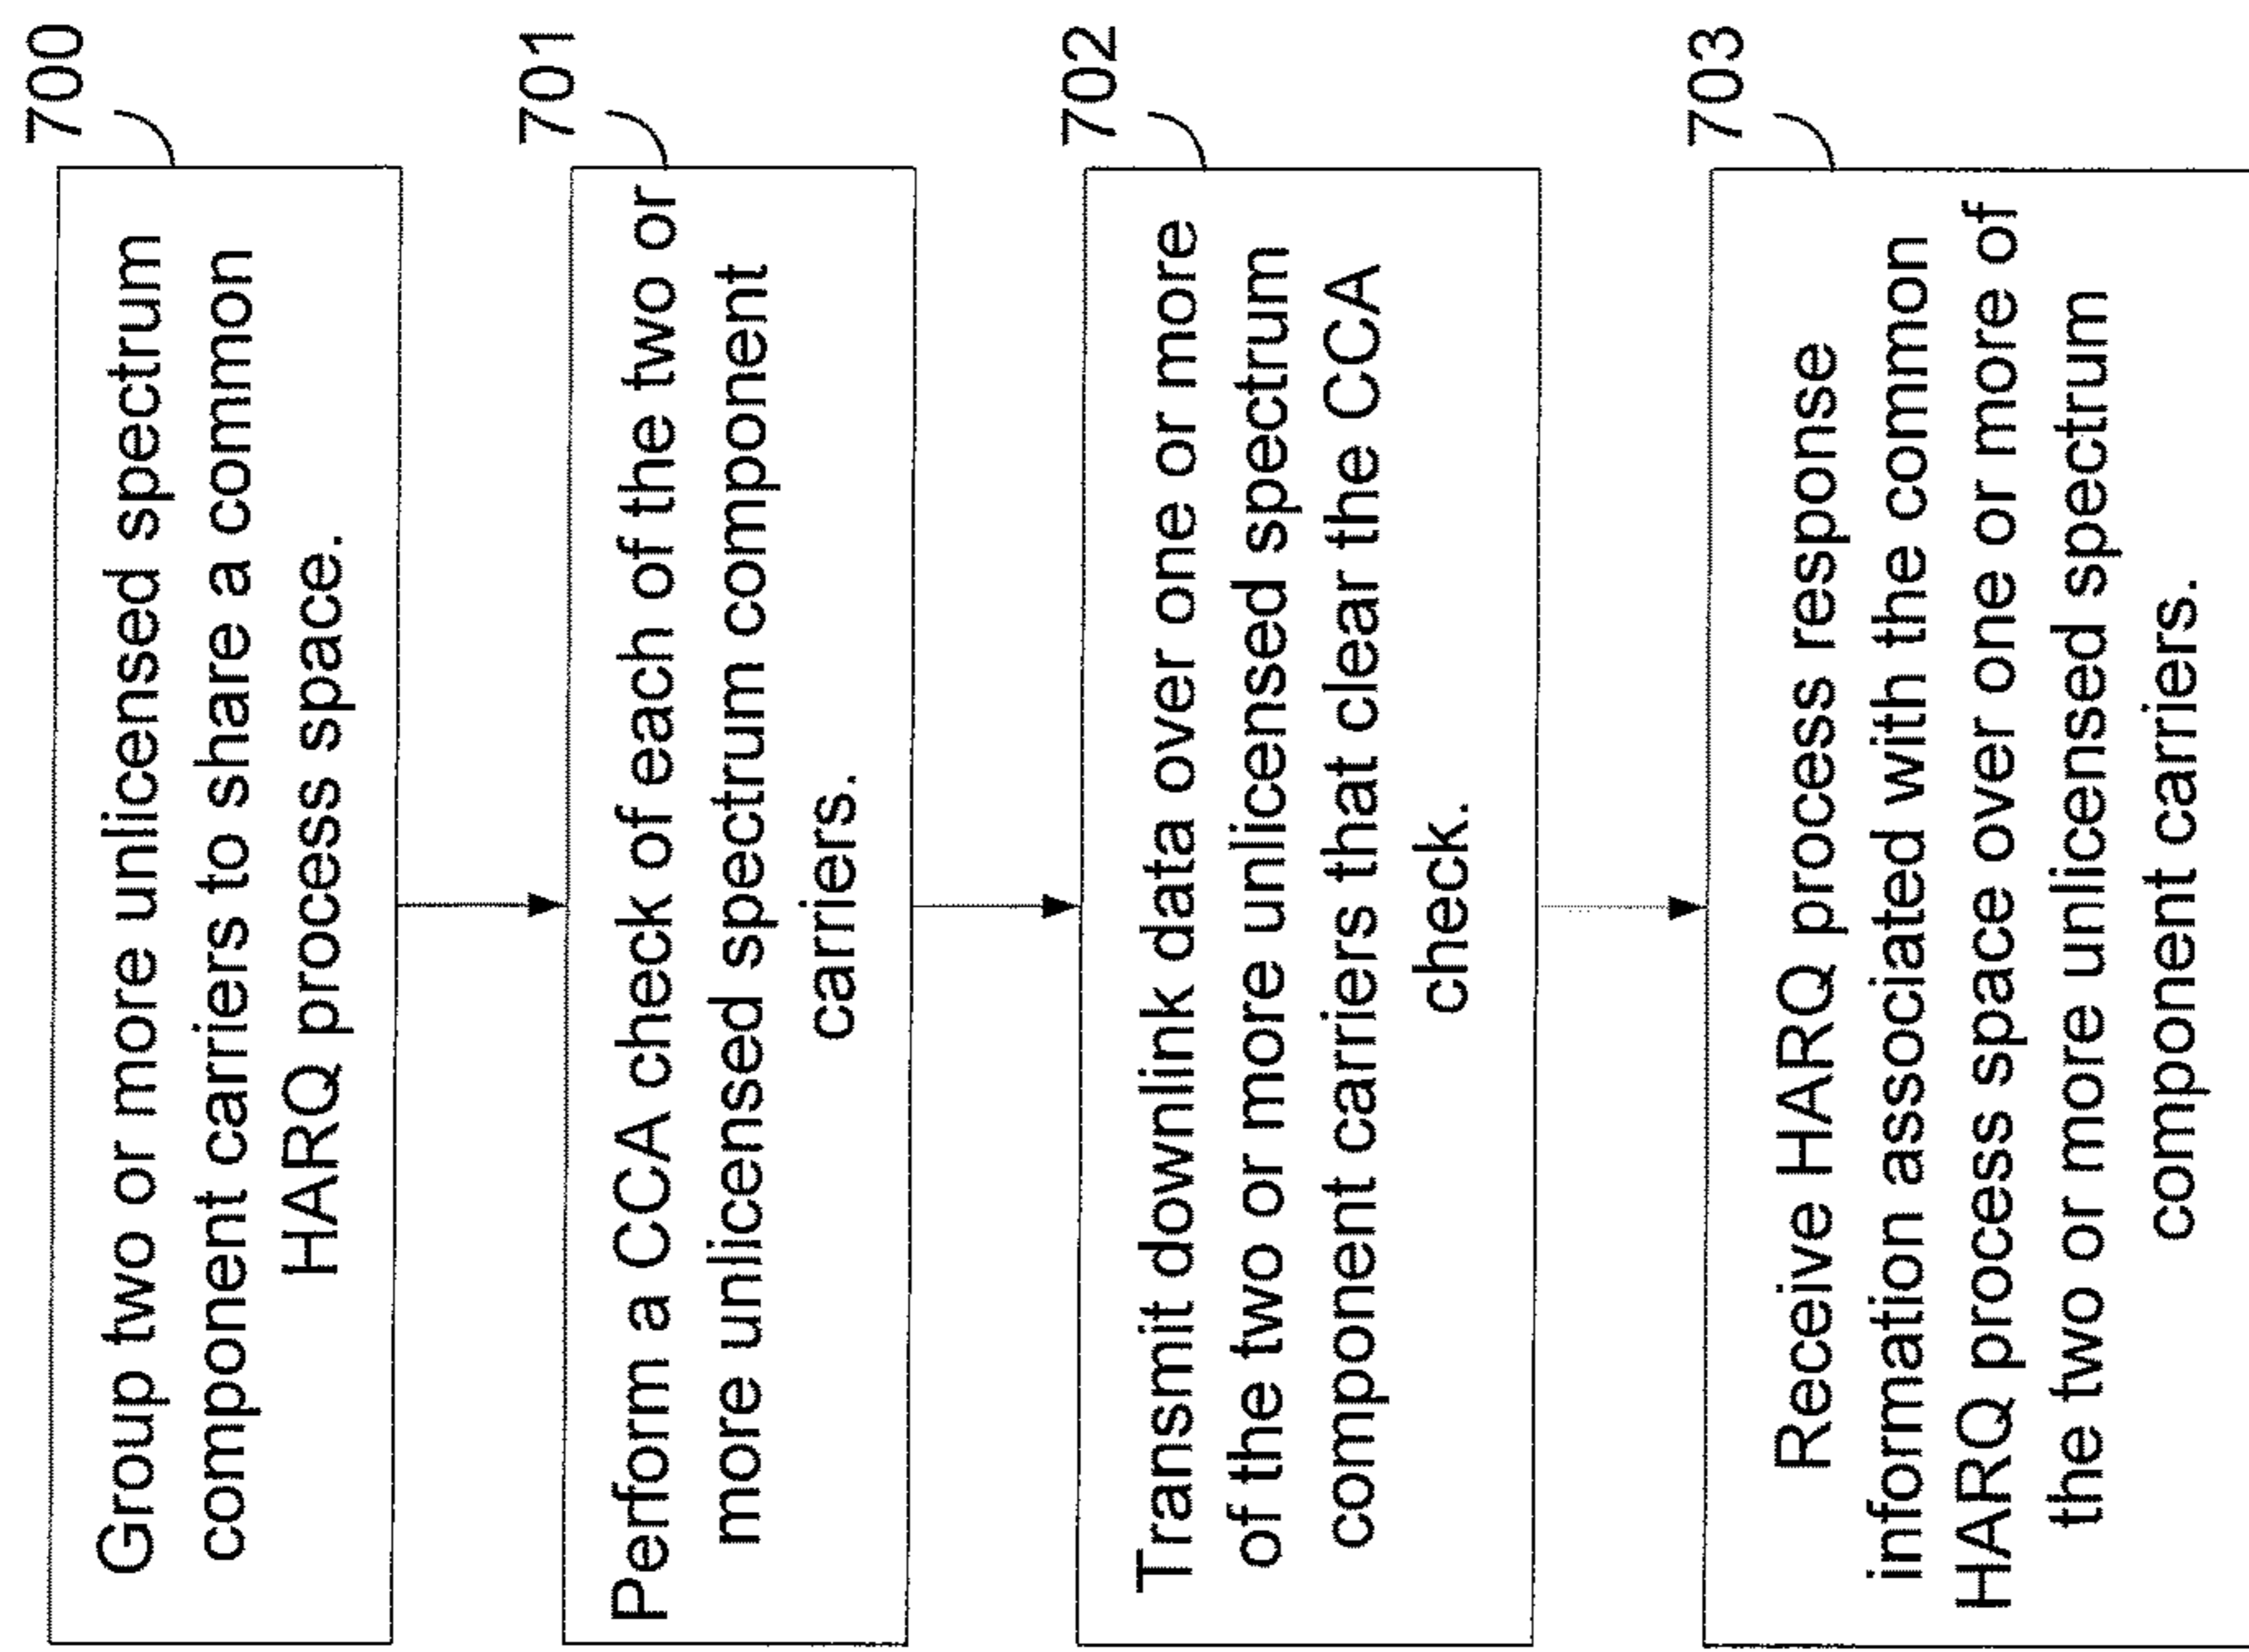 700
Group two or more unlicensed spectrum
component carriers to share a common
HARQ process space.
701
Perform a CCA check of each of the two or
more unlicensed spectrum component
carriers.
702
Transmit downlink data over one or more
of the two or more unlicensed spectrum
component carriers that clear the CCA
check.
703
Receive HARQ process response
information associated with the common
HARQ process space over one or more of
the two or more unlicensed spectrum
component carriers.